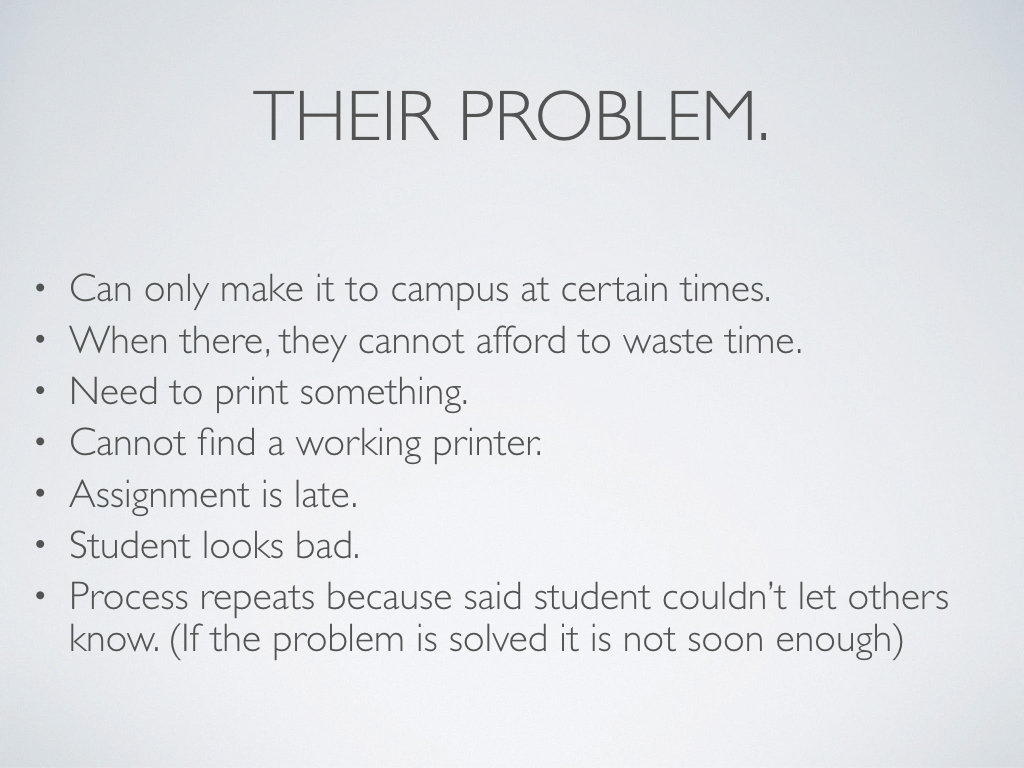 THEIR PROBLEM.
• Can only make it to campus at certain times.
• When there, they cannot afford to waste time.
• Need to print something.
• Cannot find a working printer.
• Assignment is late.
• Student looks bad.
• Process repeats because said student couldn’t let others
know. (If the problem is solved it is not soon enough)